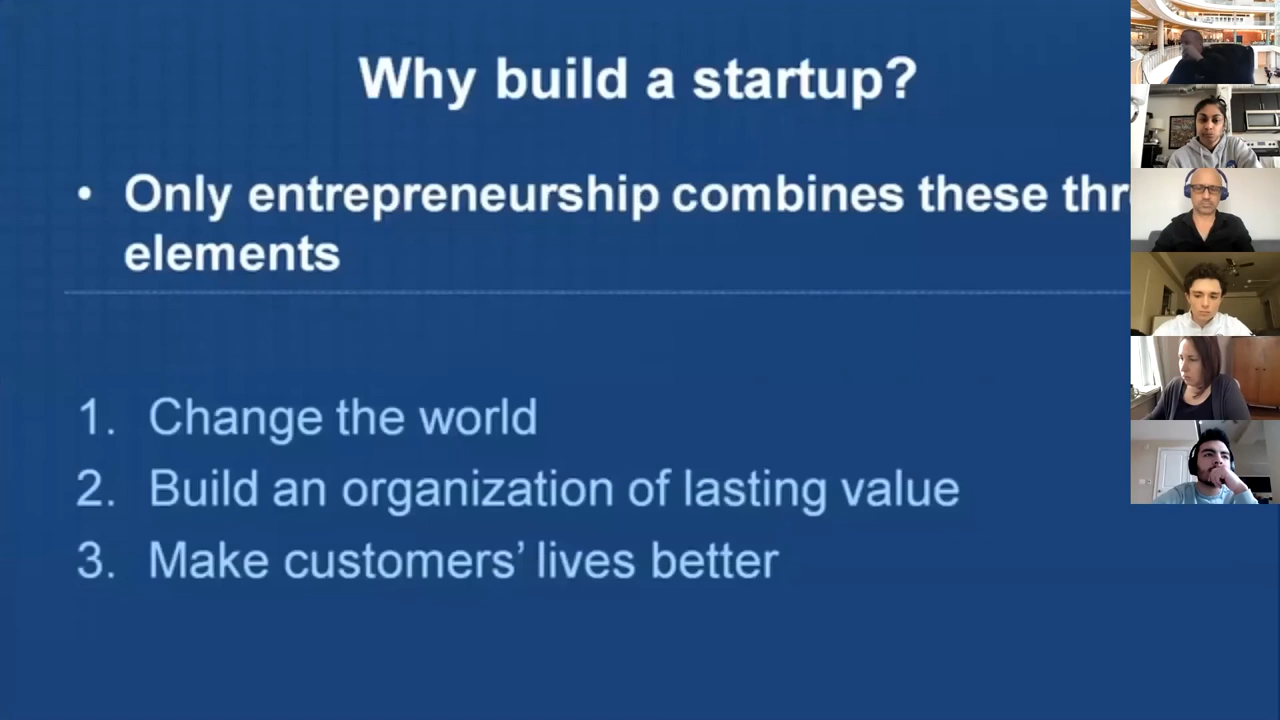 Why build a startup?
• Only entrepreneurship combines these
elements
1. Change the world
2. Build an organization of lasting value
3. Make customers’ lives better